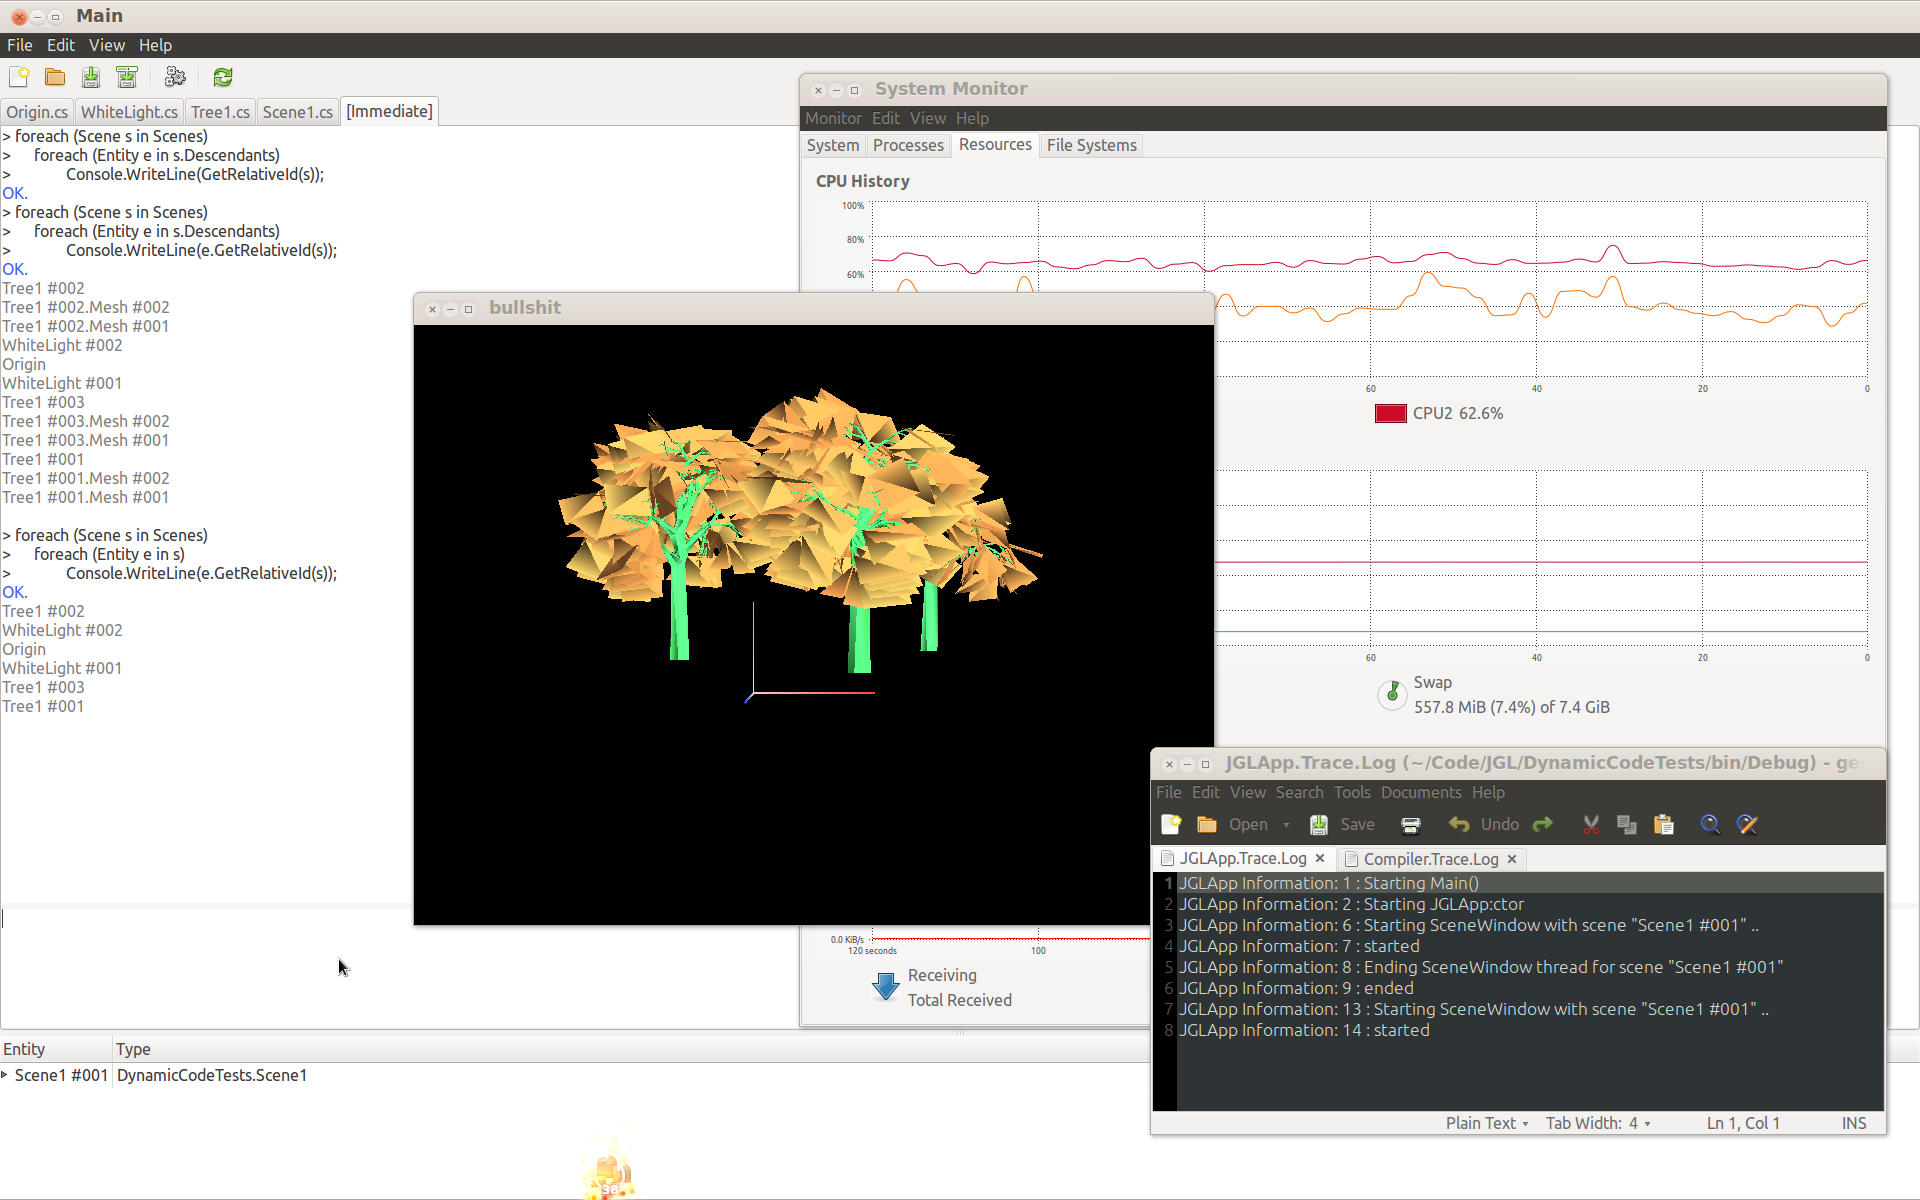 Main
File Edit View Help
Origin.cs WhiteLight.cs Tree1.cs Scene1.cs [Immediate]
> foreach (Scene s in Scenes)
> foreach (Entity e in s.Descendants)
> Console.WriteLine(GetRelativeId(s));
OK.
> foreach (Scene s in Scenes)
> foreach (Entity e in s.Descendants)
> Console.WriteLine(e.GetRelativeId(s));
OK.
Tree1 #002
Tree1 #002.Mesh #002
Tree1 #002.Mesh #001
WhiteLight #002
Origin
WhiteLight #001
Tree1 #003
Tree1 #003.Mesh #002
Tree1 #003.Mesh #001
Tree1 #001
Tree1 #001.Mesh #002
Tree1 #001.Mesh #001
> foreach (Scene s in Scenes)
> foreach (Entity e in s)
> Console.WriteLine(e.GetRelativeId(s));
OK.
Tree1 #002
WhiteLight #002
Origin
WhiteLight #001
Tree1 #003
Tree1 #001
System Monitor
Monitor Edit View Help
System Processes Resources File Systems
CPU History
100%
80%
60%
60 40 20 0
CPU2 62.6%
60 40 20 0
Swap
557.8 MiB (7.4%) of 7.4 GiB
0.0 KiB/s
120 seconds 100
Receiving
Total Received
bullshit
JGLApp.Trace.Log (~/Code/JGL/DynamicCodeTests/bin/Debug) - ge
File Edit View Search Tools Documents Help
Open Save Undo
JGLApp.Trace.Log Compiler.Trace.Log
1 JGLApp Information: 1 : Starting Main()
2 JGLApp Information: 2 : Starting JGLApp:ctor
3 JGLApp Information: 6 : Starting SceneWindow with scene "Scene1 #001" ..
4 JGLApp Information: 7 : started
5 JGLApp Information: 8 : Ending SceneWindow thread for scene "Scene1 #001"
6 JGLApp Information: 9 : ended
7 JGLApp Information: 13 : Starting SceneWindow with scene "Scene1 #001" ..
8 JGLApp Information: 14 : started
Plain Text Tab Width: 4 Ln 1, Col 1 INS
Entity Type
Scene1 #001 DynamicCodeTests.Scene1
38